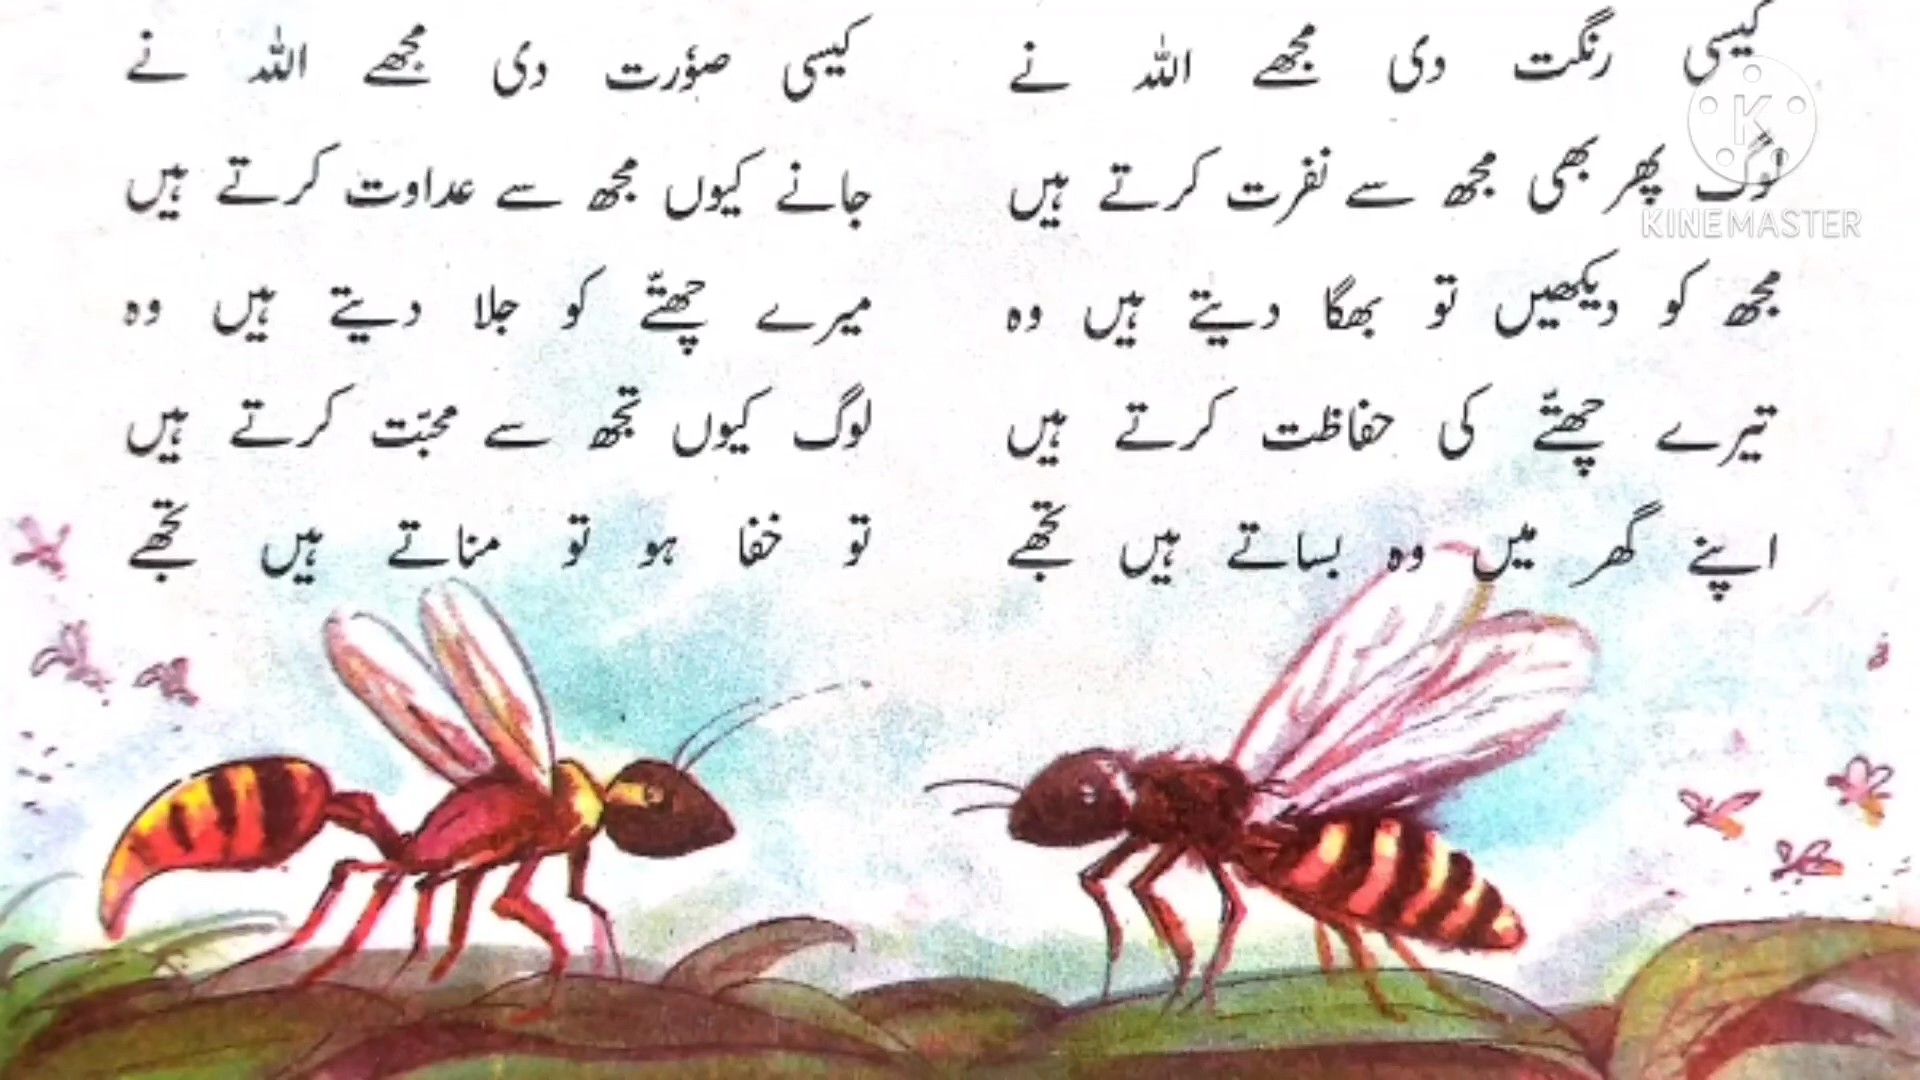 کیسی رنگت دی مجھے اللہ نے کیسی صوٗرت دی مجھے اللہ نے
لوگ پھر بھی مجھ سے نفرت کرتے ہیں جانے کیوں مجھ سے عداوت کرتے ہیں
مجھ کو دیکھیں تو بھگا دیتے ہیں وہ میرے چھتّے کو جلا دیتے ہیں وہ
تیرے چھتّے کی حفاظت کرتے ہیں لوگ کیوں تجھ سے محبّت کرتے ہیں
اپنے گھر میں وہ بساتے ہیں تجھے تو خفا ہو تو مناتے ہیں تجھے
K
KINEMASTER